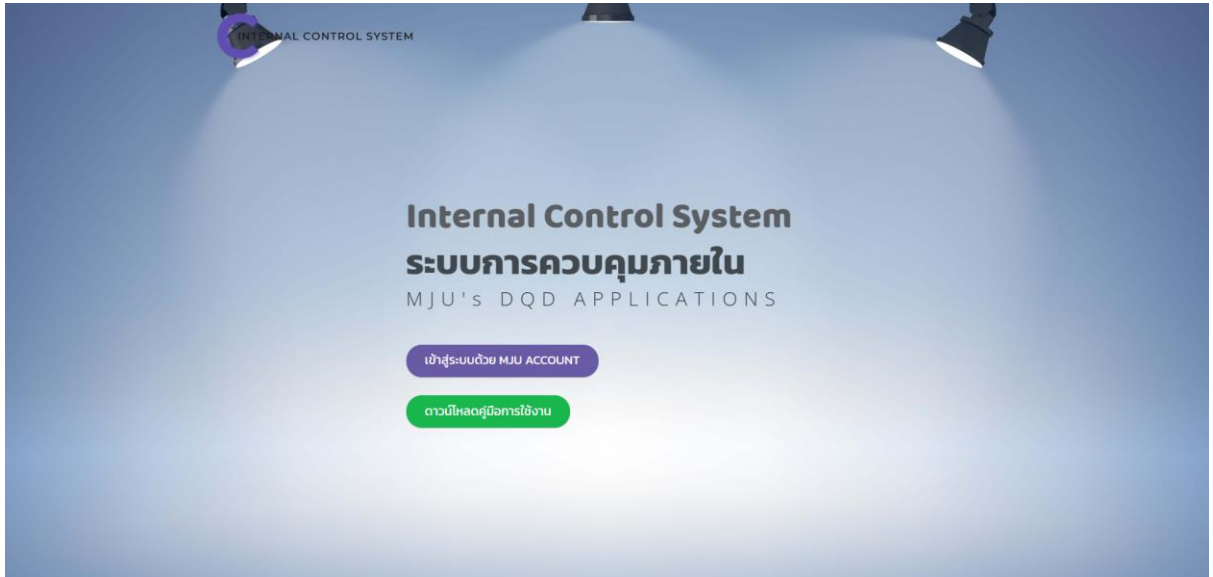 INTERNAL CONTROL SYSTEM
Internal Control System
ระบบการควบคุมภายใน
MJU's DQD APPLICATIONS
เข้าสู่ระบบด้วย MJU ACCOUNT
ดาวน์โหลดคู่มือการใช้งาน